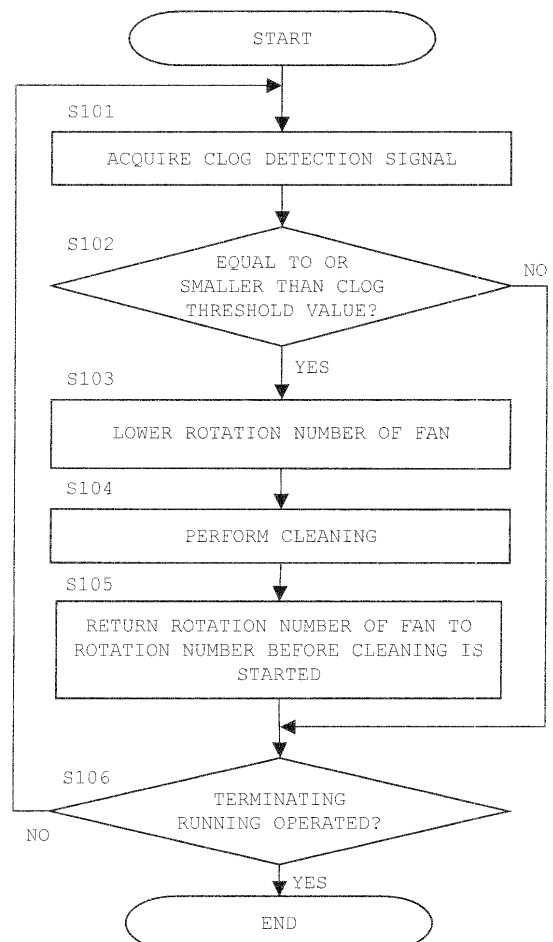 START
S101
ACQUIRE CLOG DETECTION SIGNAL
S102
EQUAL TO OR
SMALLER THAN CLOG
THRESHOLD VALUE?
NO
YES
S103
LOWER ROTATION NUMBER OF FAN
S104
PERFORM CLEANING
S105
RETURN ROTATION NUMBER OF FAN TO
ROTATION NUMBER BEFORE CLEANING IS
STARTED
S106
TERMINATING
RUNNING OPERATED?
NO
YES
END